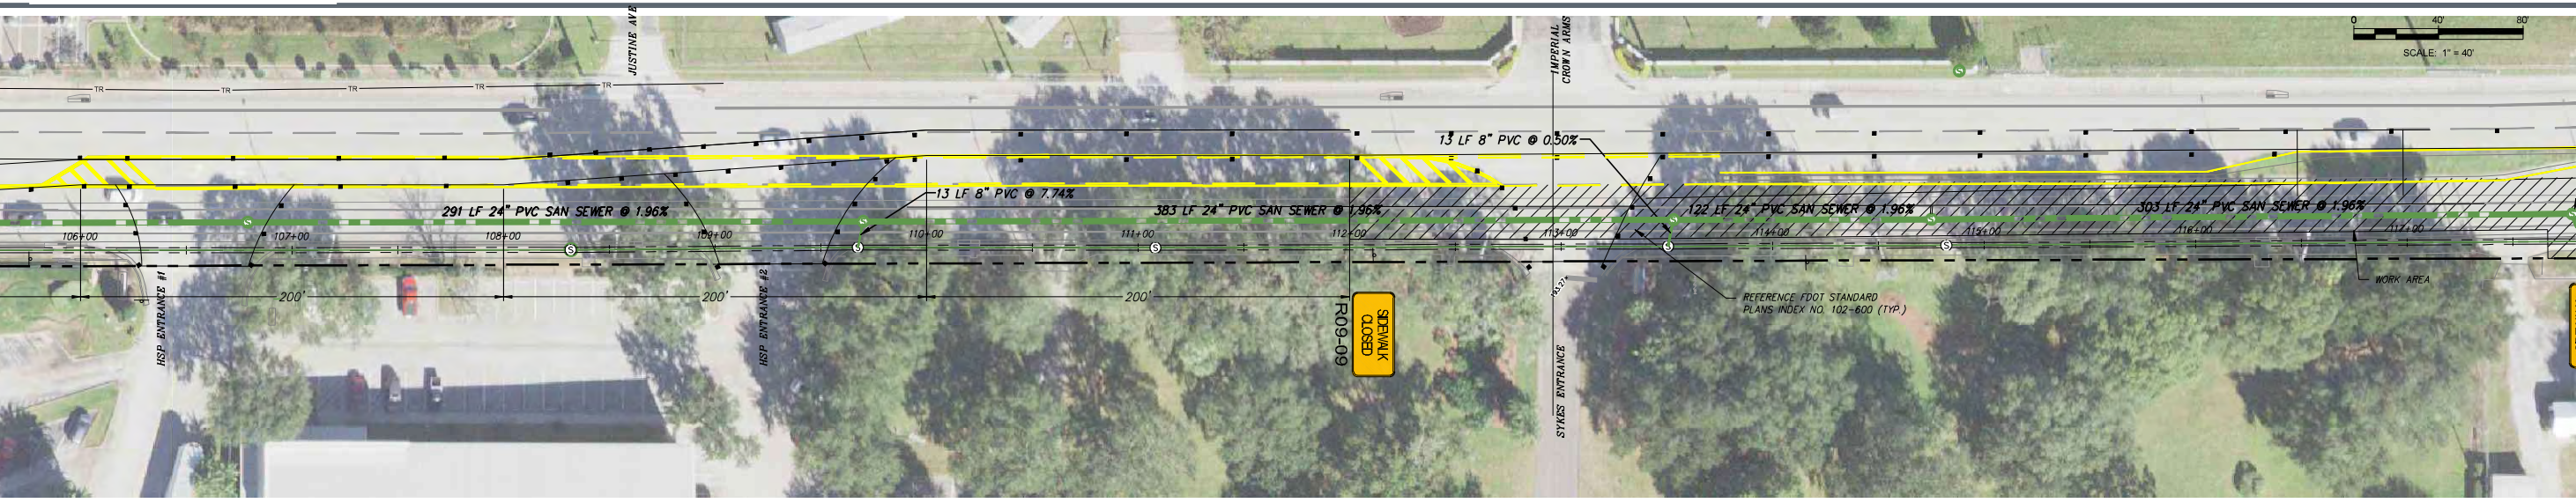 JUSTINE AVE
IMPERIAL
CROWN ARMS
0 40' 80'
SCALE: 1" = 40'
TR TR TR TR TR
13 LF 8" PVC @ 0.50%
13 LF 8" PVC @ 7.74%
291 LF 24" PVC SAN SEWER @ 1.96%
383 LF 24" PVC SAN SEWER @ 1.96%
122 LF 24" PVC SAN SEWER @ 1.96%
303 LF 24" PVC SAN SEWER @ 1.96%
S S S S
106+00 107+00 108+00 109+00 110+00 111+00 112+00 113+00 114+00 115+00 116+00 117+00
S S S S S
HSP ENTRANCE #1
200'
200'
HSP ENTRANCE #2
200'
R09-09
SIDEWALK
CLOSED
193.27'
SYKES ENTRANCE
REFERENCE FDOT STANDARD
PLANS INDEX NO. 102-600 (TYP.)
WORK AREA